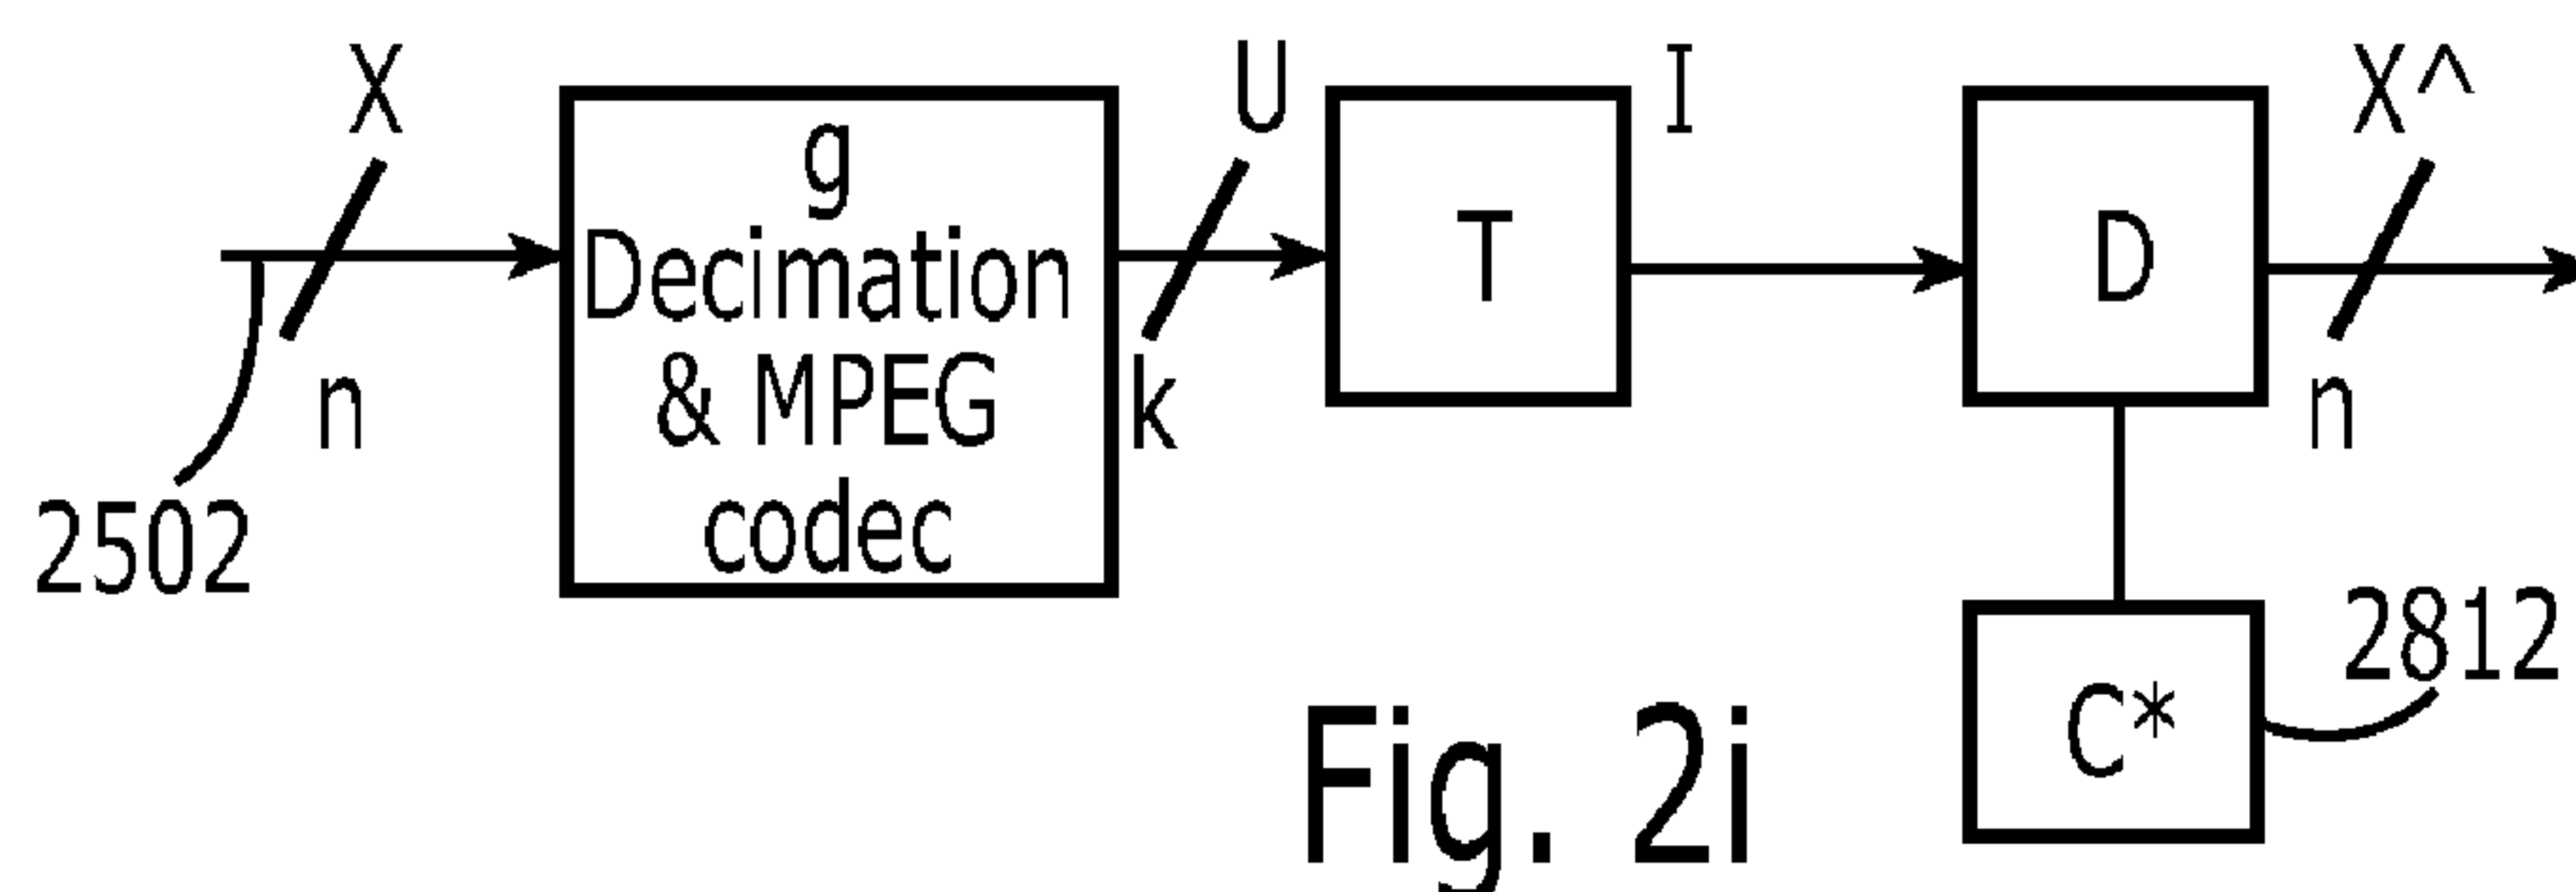 X
U
I
X^
g
Decimation
& MPEG
codec
T
D
n
k
n
2502
2812
C*
Fig. 2i